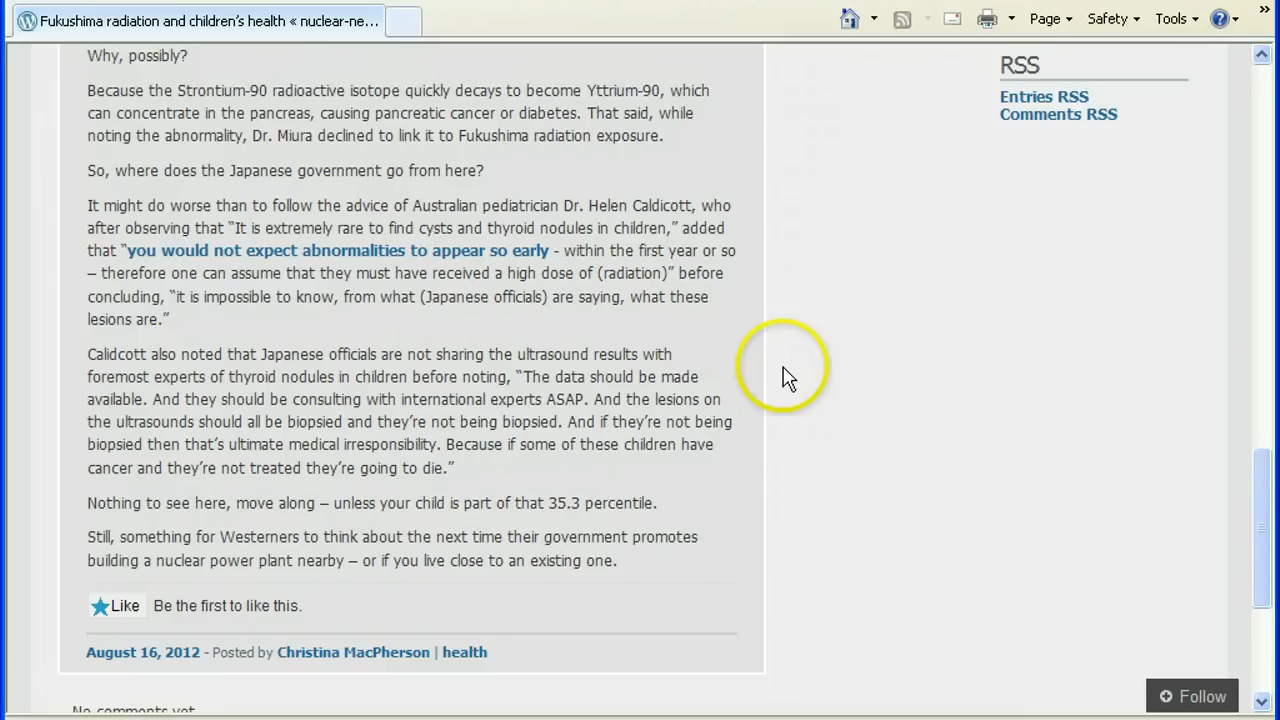 Fukushima radiation and children's health « nuclear-ne...
Page
Safety
Tools
Why, possibly?
Because the Strontium-90 radioactive isotope quickly decays to become Yttrium-90, which
can concentrate in the pancreas, causing pancreatic cancer or diabetes. That said, while
noting the abnormality, Dr. Miura declined to link it to Fukushima radiation exposure.
So, where does the Japanese government go from here?
It might do worse than to follow the advice of Australian pediatrician Dr. Helen Caldicott, who
after observing that “It is extremely rare to find cysts and thyroid nodules in children,” added
that “you would not expect abnormalities to appear so early - within the first year or so
– therefore one can assume that they must have received a high dose of (radiation)” before
concluding, “it is impossible to know, from what (Japanese officials) are saying, what these
lesions are.”
Calidcott also noted that Japanese officials are not sharing the ultrasound results with
foremost experts of thyroid nodules in children before noting, “The data should be made
available. And they should be consulting with international experts ASAP. And the lesions on
the ultrasounds should all be biopsied and they’re not being biopsied. And if they’re not being
biopsied then that’s ultimate medical irresponsibility. Because if some of these children have
cancer and they’re not treated they’re going to die.”
Nothing to see here, move along – unless your child is part of that 35.3 percentile.
Still, something for Westerners to think about the next time their government promotes
building a nuclear power plant nearby – or if you live close to an existing one.
Like Be the first to like this.
August 16, 2012 - Posted by Christina MacPherson | health
No comments yet
RSS
Entries RSS
Comments RSS
Follow